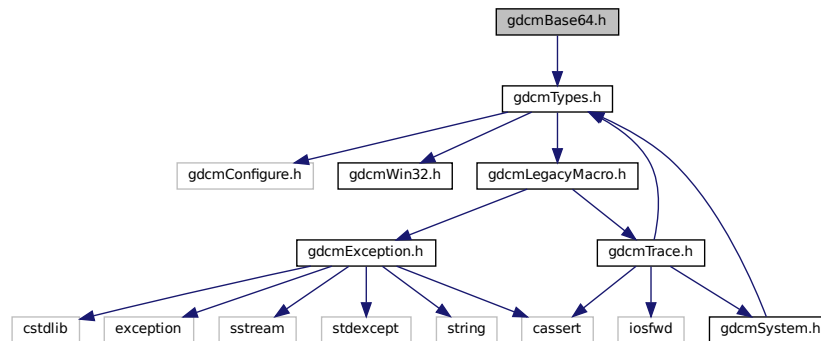 gdcmBase64.h
gdcmTypes.h
gdcmConfigure.h
gdcmWin32.h
gdcmLegacyMacro.h
gdcmException.h
gdcmTrace.h
cstdlib
exception
sstream
stdexcept
string
cassert
iosfwd
gdcmSystem.h